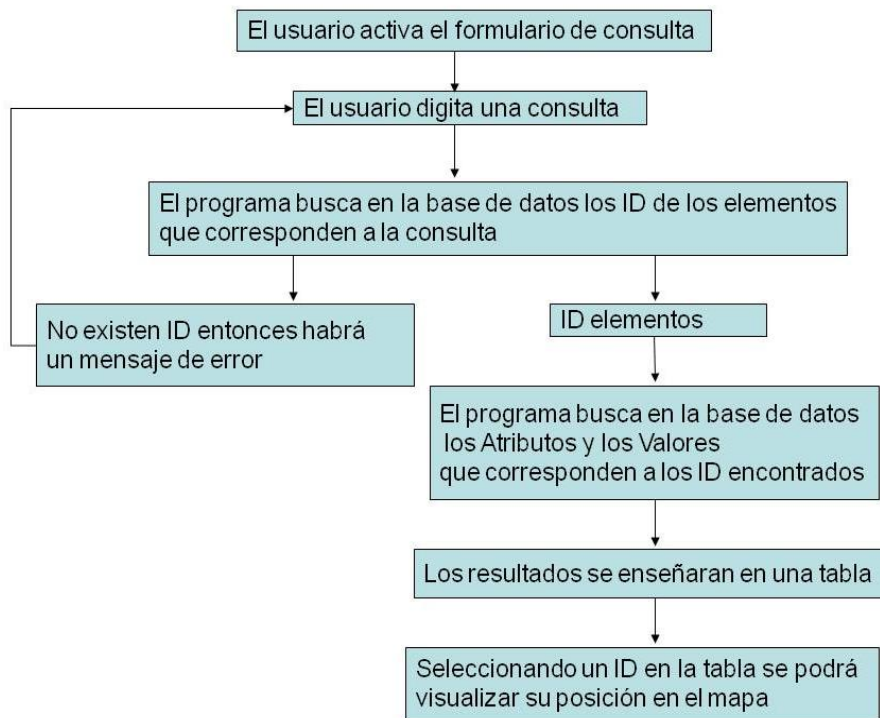 El usuario activa el formulario de consulta
El usuario digita una consulta
El programa busca en la base de datos los ID de los elementos
que corresponden a la consulta
No existen ID entonces habrá
un mensaje de error
ID elementos
El programa busca en la base de datos
los Atributos y los Valores
que corresponden a los ID encontrados
Los resultados se enseñaran en una tabla
Seleccionando un ID en la tabla se podrá
visualizar su posición en el mapa